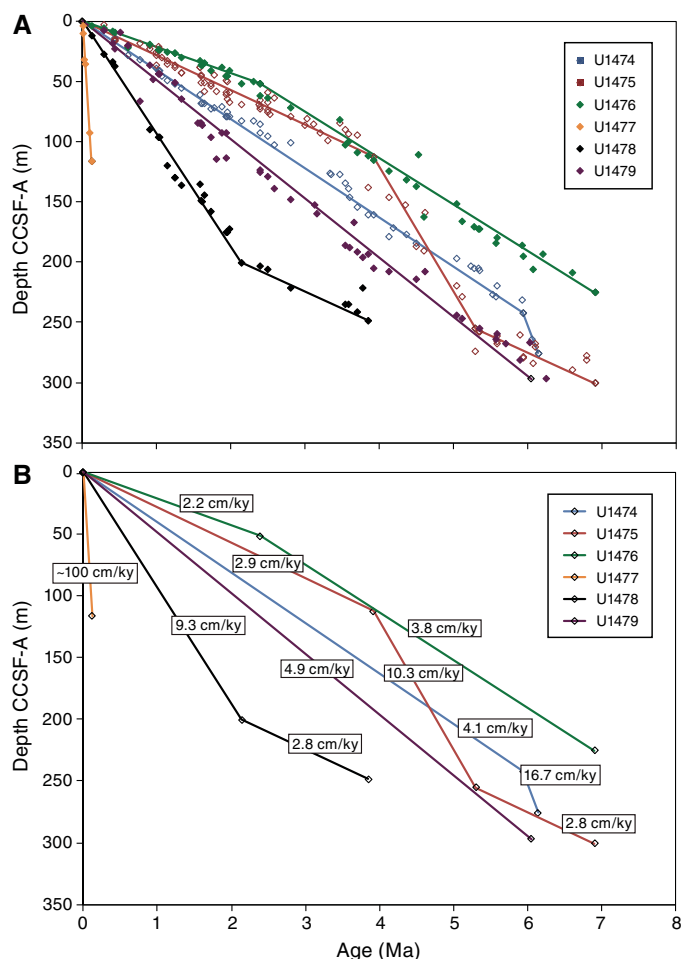 A
0
50
100
150
200
250
300
350
Depth CCSF-A (m)
U1474
U1475
U1476
U1477
U1478
U1479
B
0
50
100
150
200
250
300
350
Depth CCSF-A (m)
U1474
U1475
U1476
U1477
U1478
U1479
2.2 cm/ky
2.9 cm/ky
~100 cm/ky
9.3 cm/ky
3.8 cm/ky
4.9 cm/ky
10.3 cm/ky
4.1 cm/ky
2.8 cm/ky
16.7 cm/ky
2.8 cm/ky
0 1 2 3 4 5 6 7 8
Age (Ma)